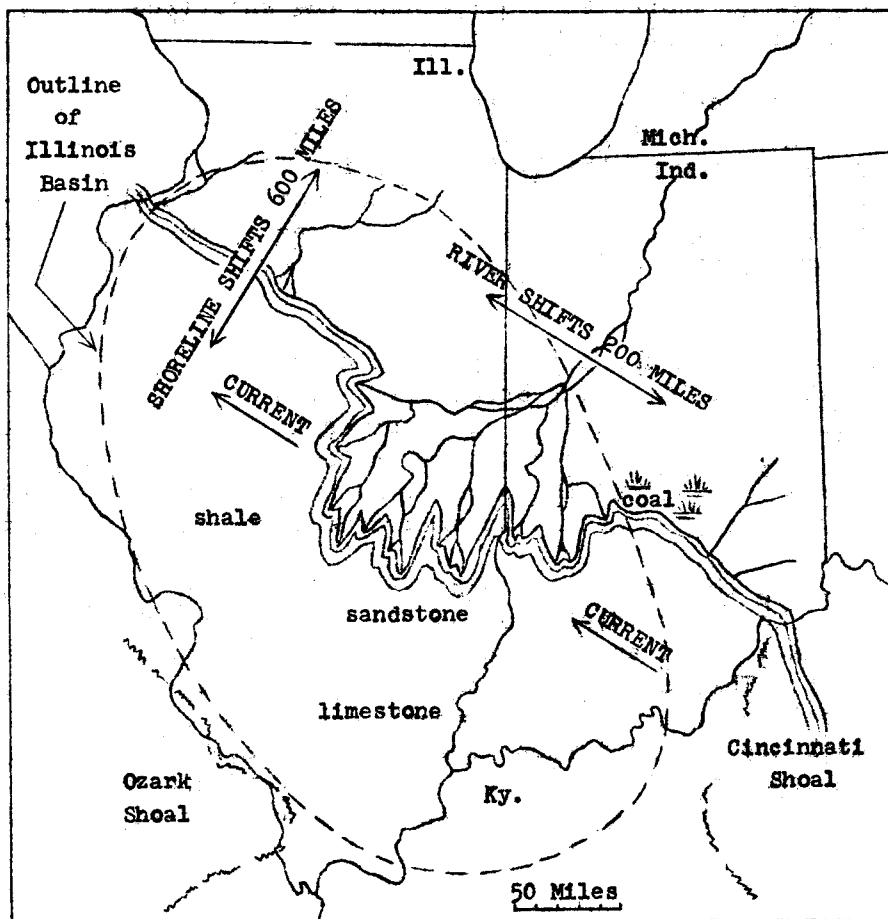 Ill.
Outline
of
Illinois
Basin
Mich.
Ind.
SHORELINE SHIFTS 600 MILES
RIVER SHIFTS 200 MILES
CURRENT
coal
shale
sandstone
CURRENT
limestone
Cincinnati
Shoal
Ozark
Shoal
Ky.
50 Miles